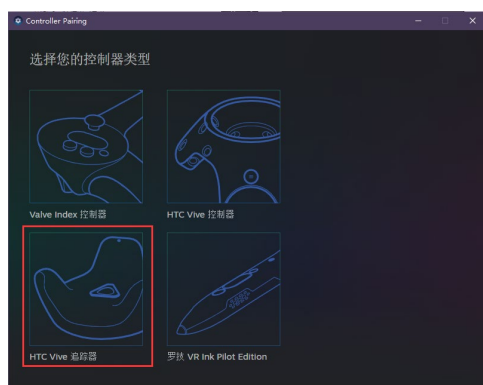 Controller Pairing
选择您的控制器类型
Valve Index 控制器
HTC Vive 控制器
HTC Vive 追踪器
罗技 VR Ink Pilot Edition